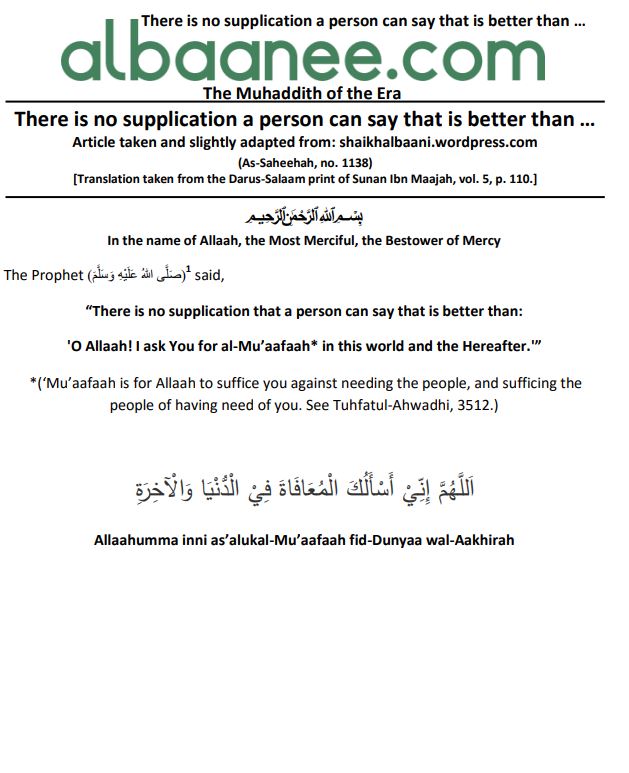 There is no supplication a person can say that is better than ...
albaanee.com
The Muhaddith of the Era
There is no supplication a person can say that is better than ...
Article taken and slightly adapted from: shaikhalbaani.wordpress.com
(As-Saheehah, no. 1138)
[Translation taken from the Darus-Salaam print of Sunan Ibn Maajah, vol. 5, p. 110.]
بِسْمِ اللهِ الرَّحْمٰنِ الرَّحِيمِ
In the name of Allaah, the Most Merciful, the Bestower of Mercy
The Prophet (صَلَّى اللهُ عَلَيْهِ وَسَلَّمَ)¹ said,
“There is no supplication that a person can say that is better than:
'O Allaah! I ask You for al-Mu’aafaah* in this world and the Hereafter.'”
*(‘Mu’aafaah is for Allaah to suffice you against needing the people, and sufficing the
people of having need of you. See Tuhfatul-Ahwadhi, 3512.)
اَللَّهُمَّ إِنِّيْ أَسْأَلُكَ الْمُعَافَاةَ فِيْ الْدُّنْيَا وَالْآخِرَةِ
Allaahumma inni as’alukal-Mu’aafaah fid-Dunyaa wal-Aakhirah